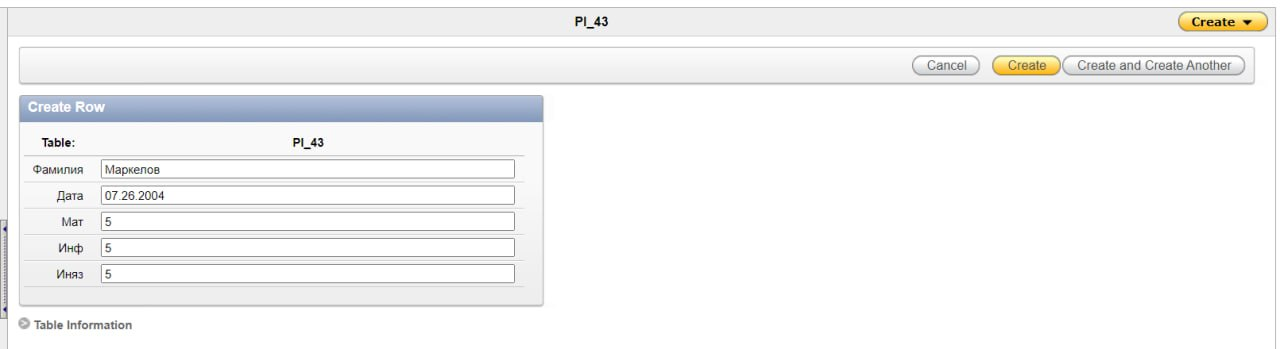 PI_43
Create
Cancel Create Create and Create Another
Create Row
Table: PI_43
Фамилия Маркелов
Дата 07.26.2004
Мат 5
Инф 5
Иняз 5
Table Information